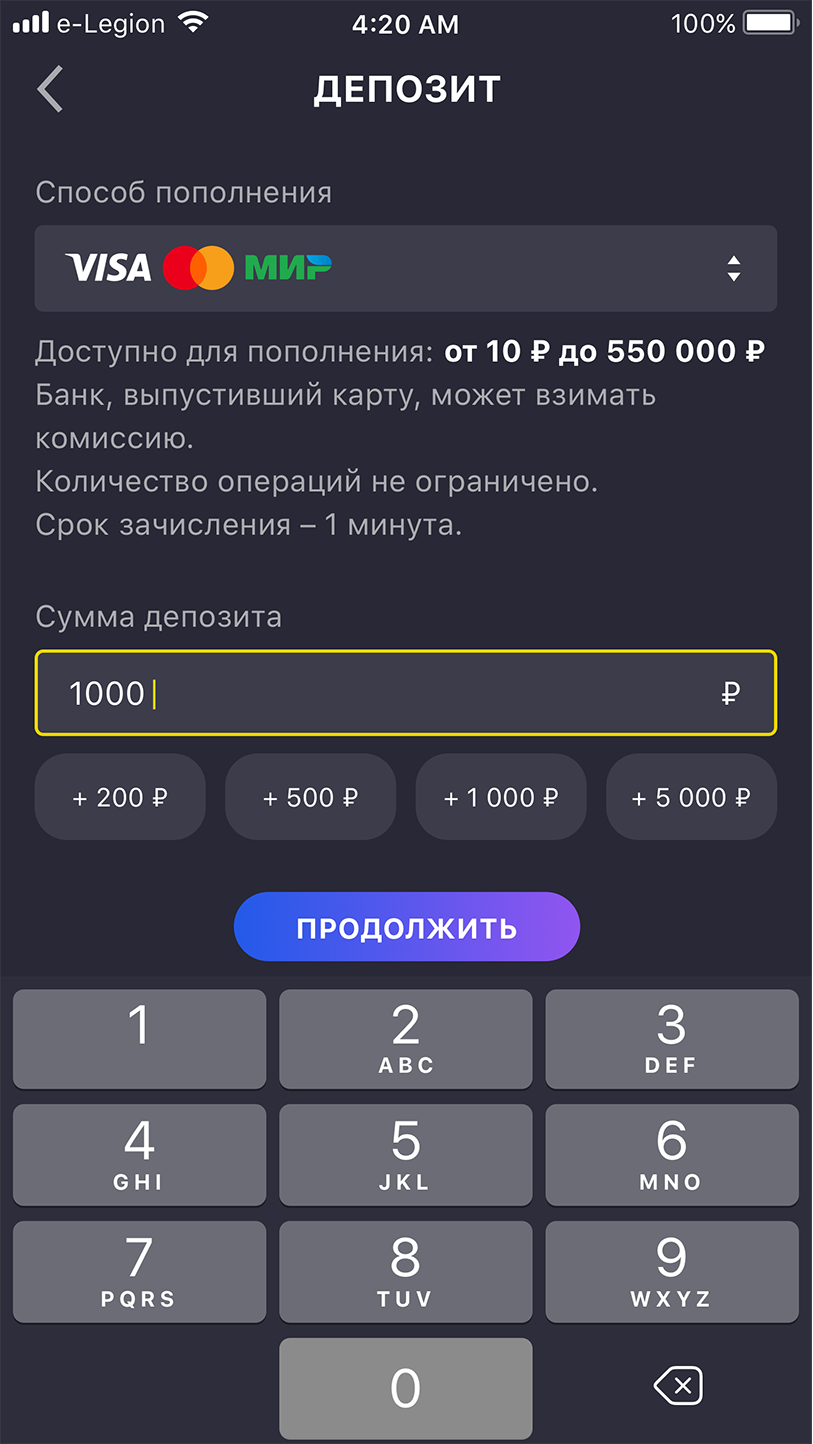 e-Legion 4:20 AM 100%
ДЕПОЗИТ
Способ пополнения
VISA МИР
Доступно для пополнения: от 10 ₽ до 550 000 ₽
Банк, выпустивший карту, может взимать
комиссию.
Количество операций не ограничено.
Срок зачисления – 1 минута.
Сумма депозита
1000 ₽
+ 200 ₽ + 500 ₽ + 1 000 ₽ + 5 000 ₽
ПРОДОЛЖИТЬ
1 2 3
ABC DEF
4 5 6
GHI JKL MNO
7 8 9
PQRS TUV WXYZ
0